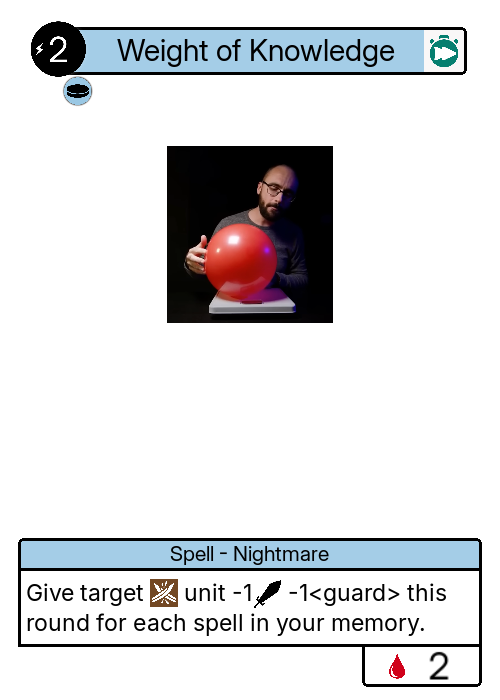 2
Weight of Knowledge
Spell - Nightmare
Give target unit -1 -1<guard> this
round for each spell in your memory.
2